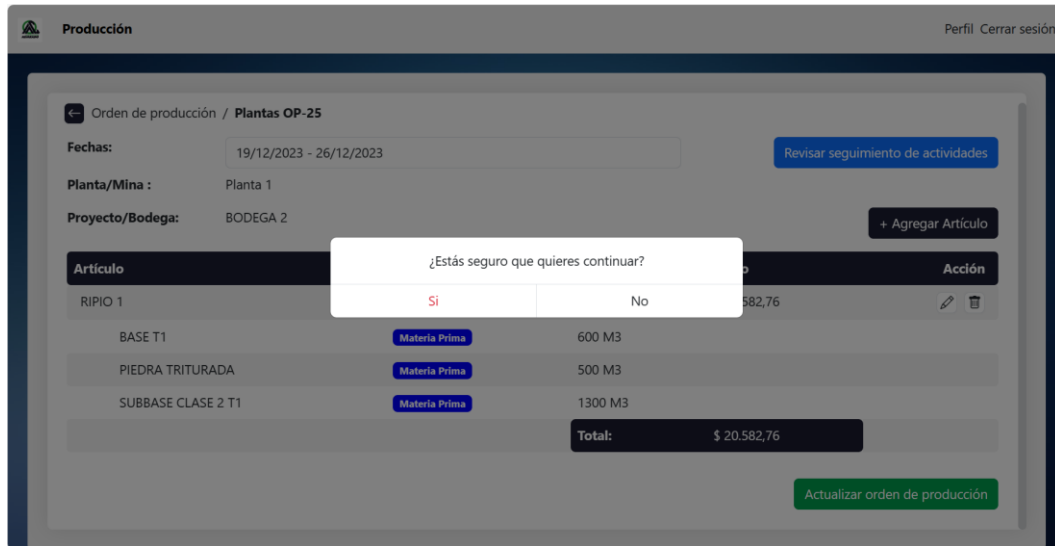 Producción
Perfil Cerrar sesión
Orden de producción / Plantas OP-25
Fechas: 19/12/2023 - 26/12/2023
Revisar seguimiento de actividades
Planta/Mina : Planta 1
Proyecto/Bodega: BODEGA 2
+ Agregar Artículo
¿Estás seguro que quieres continuar?
Si No
Artículo Acción
RIPIO 1 582,76
BASE T1 Materia Prima 600 M3
PIEDRA TRITURADA Materia Prima 500 M3
SUBBASE CLASE 2 T1 Materia Prima 1300 M3
Total: $ 20.582,76
Actualizar orden de producción